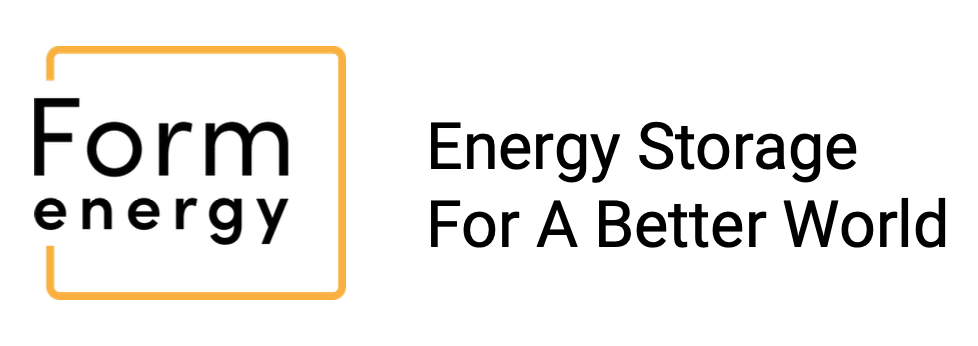 Form
energy
Energy Storage
For A Better World